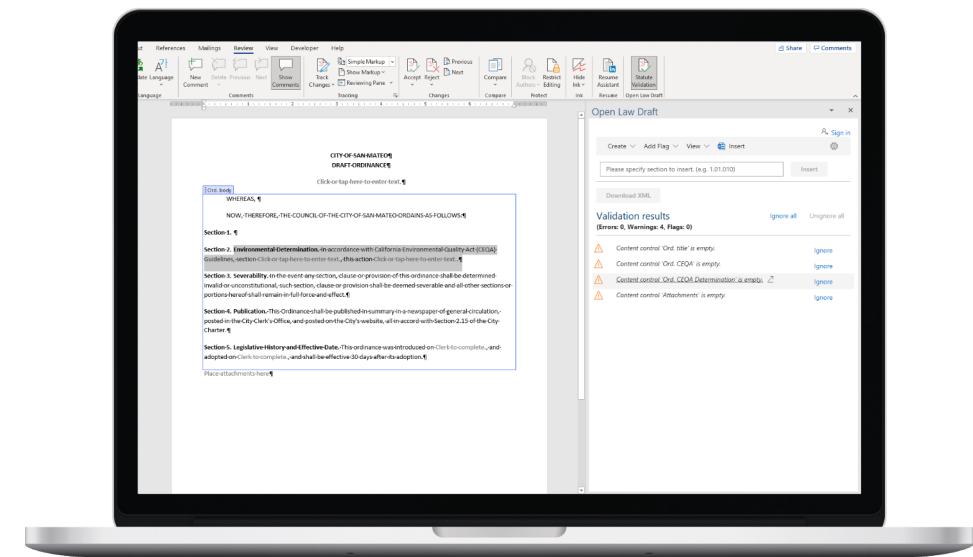 ut References Mailings Review View Developer Help Share Comments
Simple Markup Previous
Show Markup Next
date Language New Delete Previous Next Show Track Reviewing Pane Accept Reject Compare Block Restrict Hide Resume Statute
Comment Comments Changes Authors Editing Ink Assistant Validation
Language Comments Tracking Changes Compare Protect Ink Resume Open Law Draft
CITY·OF·SAN·MATEO¶
DRAFT·ORDINANCE¶
Click·or·tap·here·to·enter·text.¶
Ord. body
WHEREAS, ¶
NOW,·THEREFORE,·THE·COUNCIL·OF·THE·CITY·OF·SAN·MATEO·ORDAINS·AS·FOLLOWS:¶
Section·1. ¶
Section·2. Environmental·Determination.·In·accordance·with·California·Environmental·Quality·Act·(CEQA)·
Guidelines,·section·Click·or·tap·here·to·enter·text.,·this·action·Click·or·tap·here·to·enter·text..¶
Section·3. Severability.·In·the·event·any·section,·clause·or·provision·of·this·ordinance·shall·be·determined·
invalid·or·unconstitutional,·such·section,·clause·or·provision·shall·be·deemed·severable·and·all·other·sections·or·
portions·hereof·shall·remain·in·full·force·and·effect.¶
Section·4. Publication.·This·Ordinance·shall·be·published·in·summary·in·a·newspaper·of·general·circulation,·
posted·in·the·City·Clerk's·Office,·and·posted·on·the·City's·website,·all·in·accord·with·Section·2.15·of·the·City·
Charter.¶
Section·5. Legislative·History·and·Effective·Date.·This·ordinance·was·introduced·on·Clerk·to·complete.,·and·
adopted·on·Clerk·to·complete.,·and·shall·be·effective·30·days·after·its·adoption.¶
Place·attachments·here¶
Open Law Draft
Sign in
Create Add Flag View Insert
Please specify section to insert. (e.g. 1.01.010) Insert
Download XML
Validation results Ignore all Unignore all
(Errors: 0, Warnings: 4, Flags: 0)
Content control 'Ord. title' is empty. Ignore
Content control 'Ord. CEQA' is empty. Ignore
Content control 'Ord. CEQA Determination' is empty. Ignore
Content control 'Attachments' is empty. Ignore